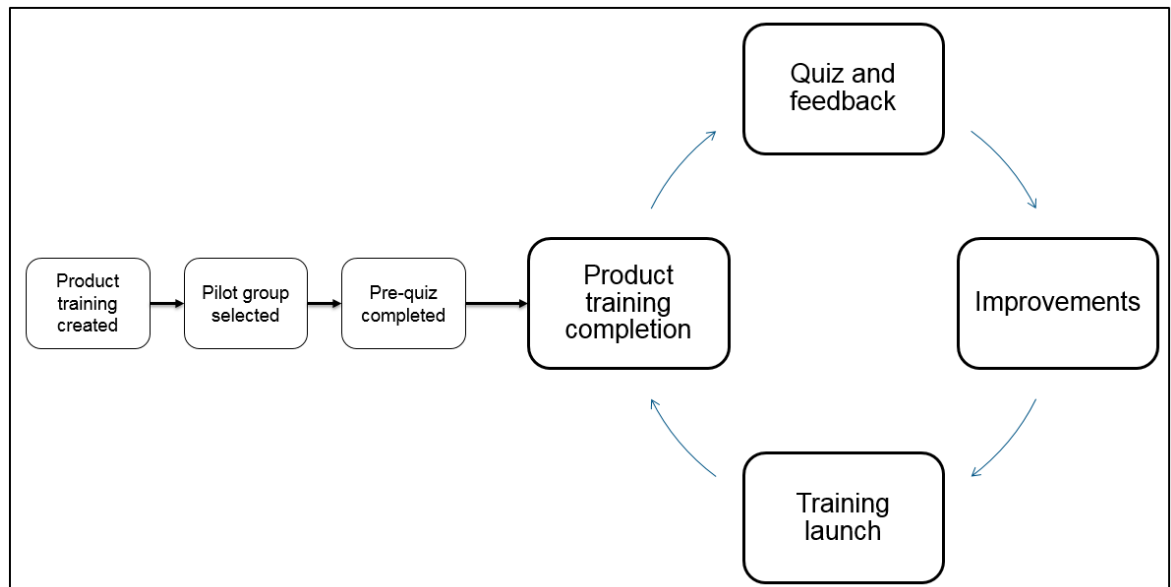 Product
training
created
Pilot group
selected
Pre-quiz
completed
Product
training
completion
Quiz and
feedback
Improvements
Training
launch